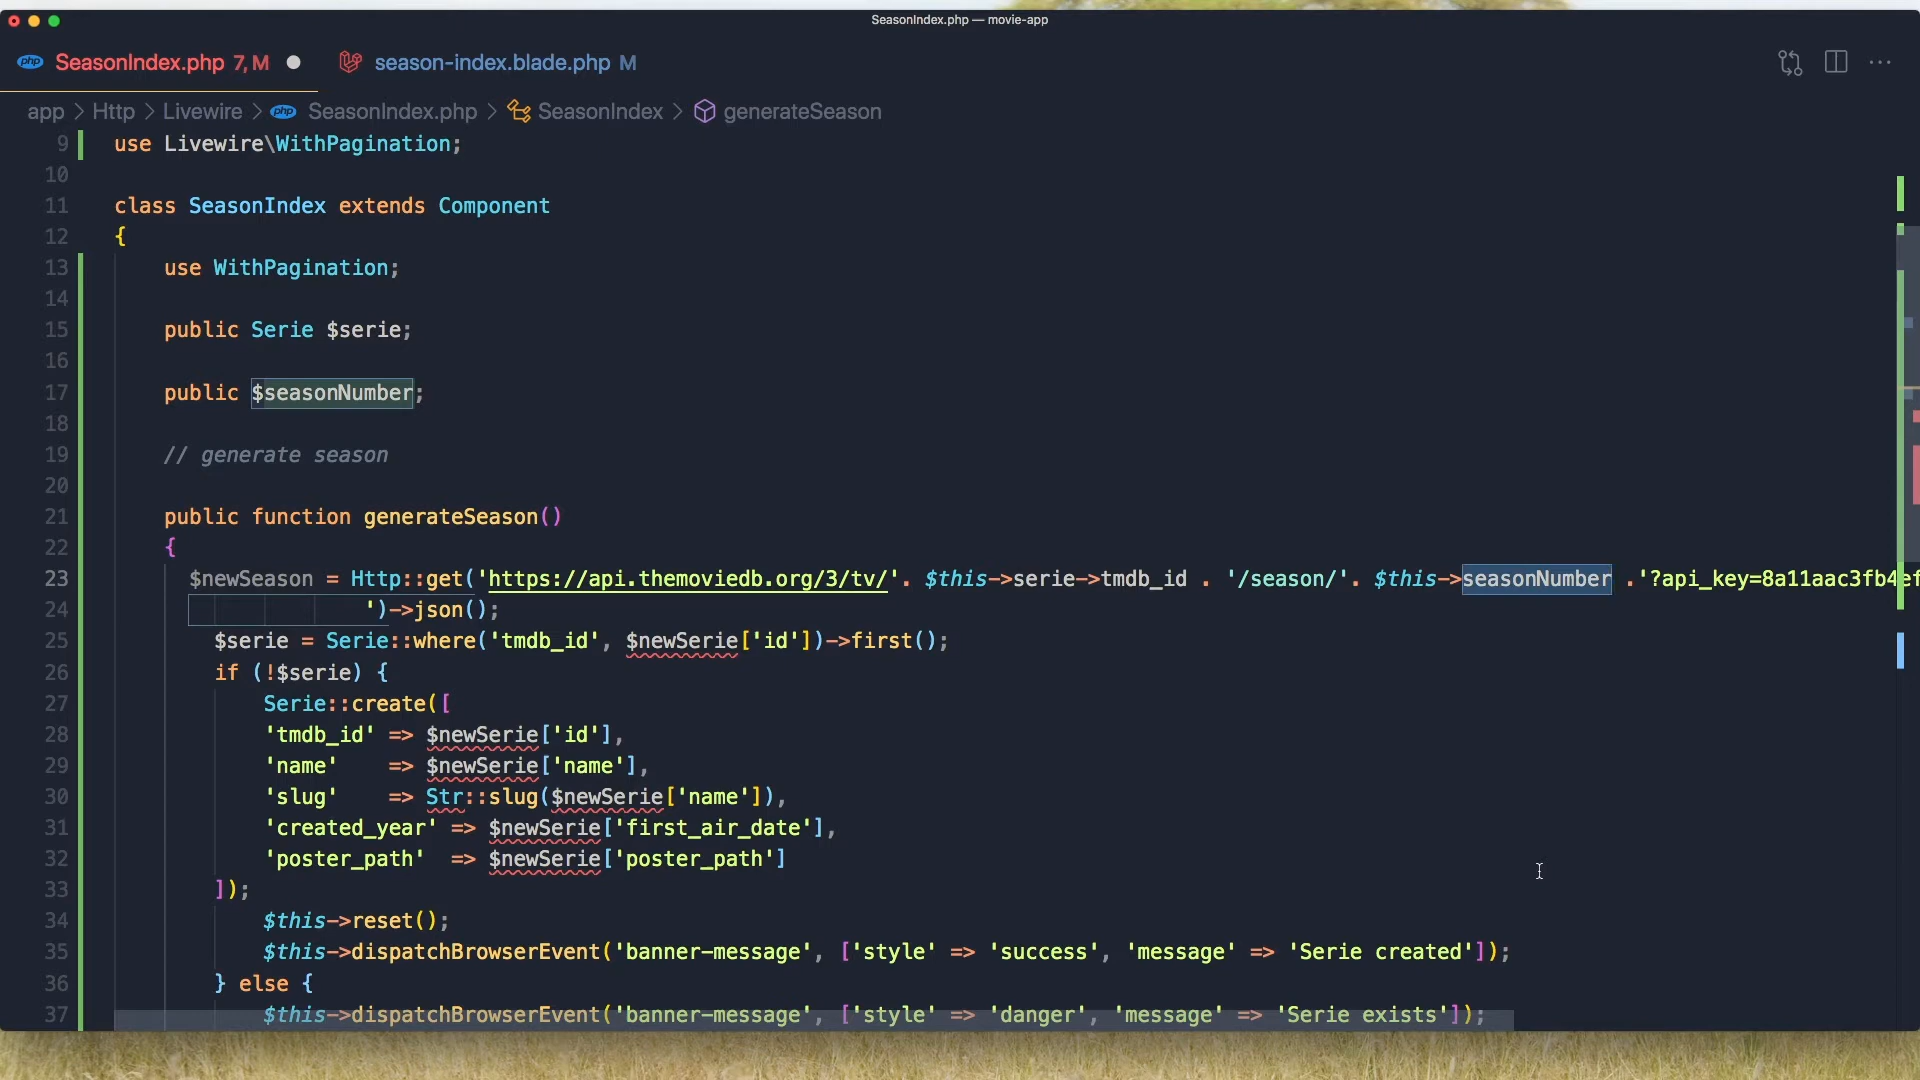 SeasonIndex.php — movie-app
php SeasonIndex.php 7, M season-index.blade.php M
app > Http > Livewire > php SeasonIndex.php > SeasonIndex > generateSeason
9 use Livewire\WithPagination;
10
11 class SeasonIndex extends Component
12 {
13 use WithPagination;
14
15 public Serie $serie;
16
17 public $seasonNumber;
18
19 // generate season
20
21 public function generateSeason()
22 {
23 $newSeason = Http::get('https://api.themoviedb.org/3/tv/'. $this->serie->tmdb_id . '/season/'. $this->seasonNumber .'?api_key=8a11aac3fb4ef
24 ')->json();
25 $serie = Serie::where('tmdb_id', $newSerie['id'])->first();
26 if (!$serie) {
27 Serie::create([
28 'tmdb_id' => $newSerie['id'],
29 'name' => $newSerie['name'],
30 'slug' => Str::slug($newSerie['name']),
31 'created_year' => $newSerie['first_air_date'],
32 'poster_path' => $newSerie['poster_path']
33 ]);
34 $this->reset();
35 $this->dispatchBrowserEvent('banner-message', ['style' => 'success', 'message' => 'Serie created']);
36 } else {
37 $this->dispatchBrowserEvent('banner-message', ['style' => 'danger', 'message' => 'Serie exists']);